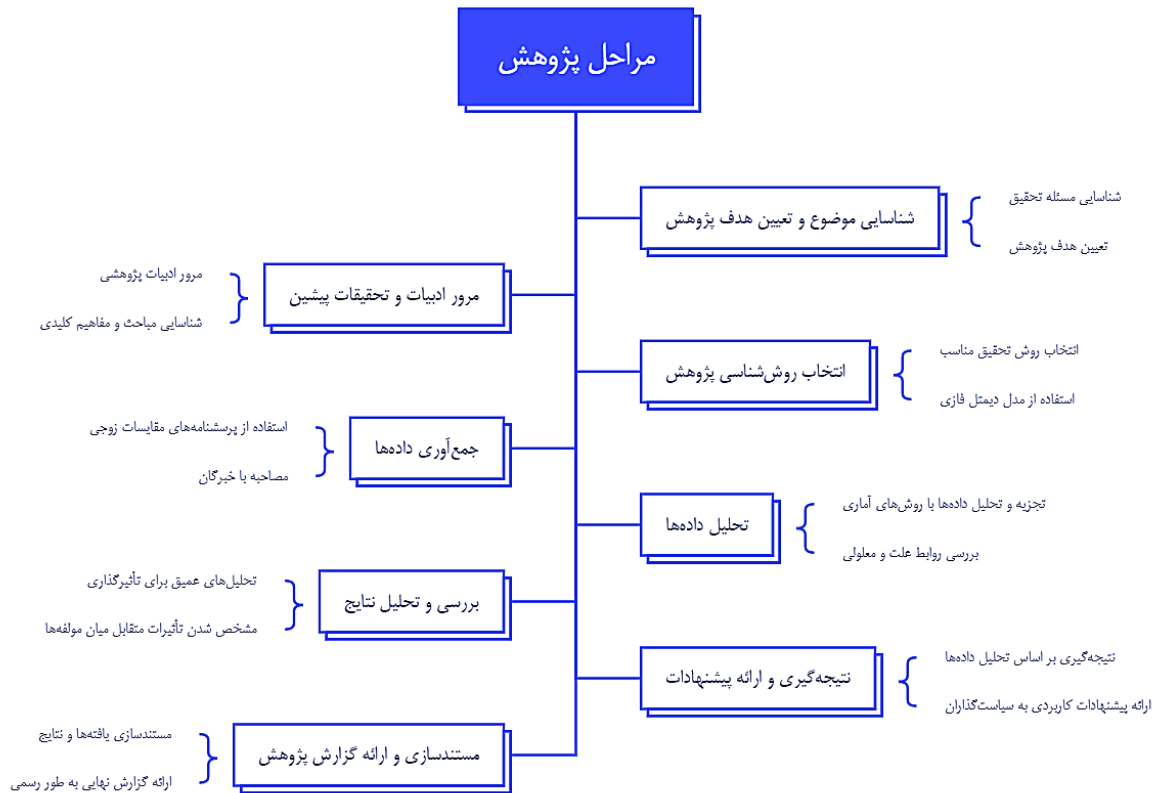 مراحل پژوهش
شناسایی موضوع و تعیین هدف پژوهش
شناسایی مسئله تحقیق
تعیین هدف پژوهش
مرور ادبیات و تحقیقات پیشین
مرور ادبیات پژوهشی
شناسایی مباحث و مفاهیم کلیدی
انتخاب روش‌شناسی پژوهش
انتخاب روش تحقیق مناسب
استفاده از مدل دیمتل فازی
جمع‌آوری داده‌ها
استفاده از پرسشنامه‌های مقایسات زوجی
مصاحبه با خبرگان
تحلیل داده‌ها
تجزیه و تحلیل داده‌ها با روش‌های آماری
بررسی روابط علت و معلولی
بررسی و تحلیل نتایج
تحلیل‌های عمیق برای تأثیرگذاری
مشخص شدن تأثیرات متقابل میان مولفه‌ها
نتیجه‌گیری و ارائه پیشنهادات
نتیجه‌گیری بر اساس تحلیل داده‌ها
ارائه پیشنهادات کاربردی به سیاست‌گذاران
مستندسازی و ارائه گزارش پژوهش
مستندسازی یافته‌ها و نتایج
ارائه گزارش نهایی به طور رسمی